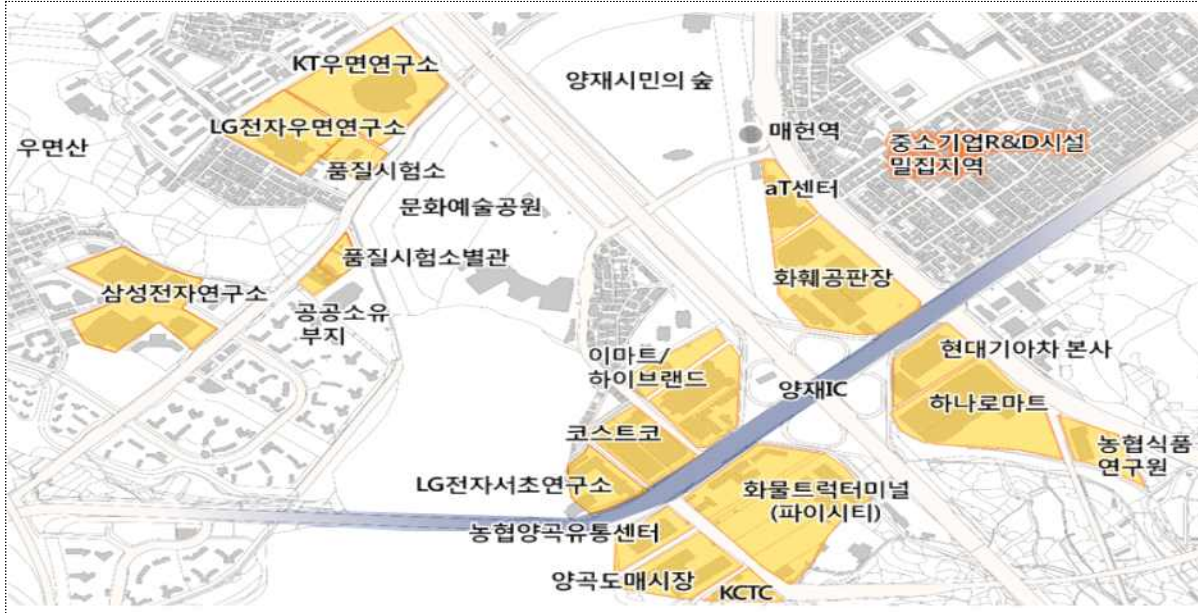 KT우면연구소
양재시민의 숲
LG전자우면연구소
매헌역
우면산
중소기업R&D시설
밀집지역
품질시험소
aT센터
문화예술공원
품질시험소별관
화훼공판장
삼성전자연구소
공공소유
부지
현대기아차 본사
이마트/
하이브랜드
양재IC
하나로마트
코스트코
농협식품
연구원
LG전자서초연구소
화물트럭터미널
(파이시티)
농협양곡유통센터
양곡도매시장
KCTC